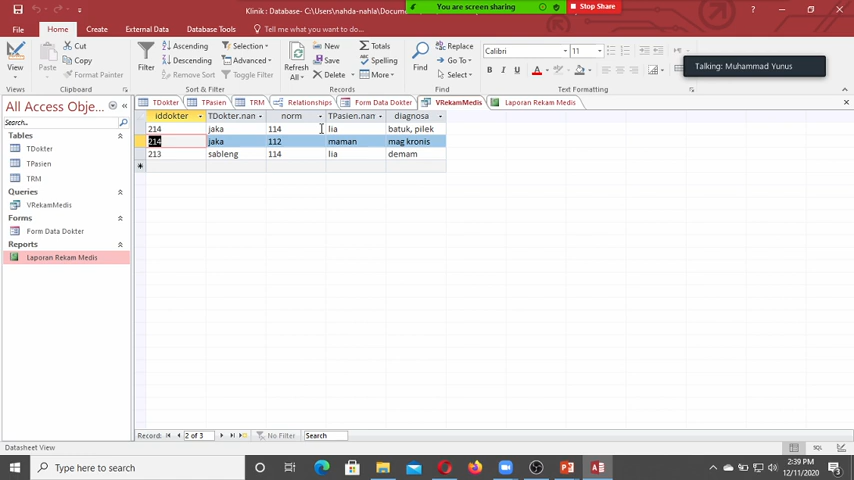 Klinik : Database- C:\Users\nahda-nahla\Docume
You are screen sharing
Stop Share
File Home Create External Data Database Tools Tell me what you want to do
View
Paste
Cut
Copy
Format Painter
Filter
Ascending
Descending
Remove Sort
Selection
Advanced
Toggle Filter
Refresh All
New
Save
Delete
Totals
Spelling
More
Find
Replace
Go To
Select
Calibri 11
B I U A
Views Clipboard Sort & Filter Records Find Text Formatting
Talking: Muhammad Yunus
All Access Obje...
Search...
Tables
TDokter
TPasien
TRM
Queries
VRekamMedis
Forms
Form Data Dokter
Reports
Laporan Rekam Medis
TDokter TPasien TRM Relationships Form Data Dokter VRekamMedis Laporan Rekam Medis
iddokter TDokter.nan norm TPasien.nam diagnosa
214 jaka 114 lia batuk, pilek
214 jaka 112 maman mag kronis
213 sableng 114 lia demam
Record: 2 of 3 No Filter Search
Datasheet View
SQL
Type here to search
2:39 PM
12/11/2020
3